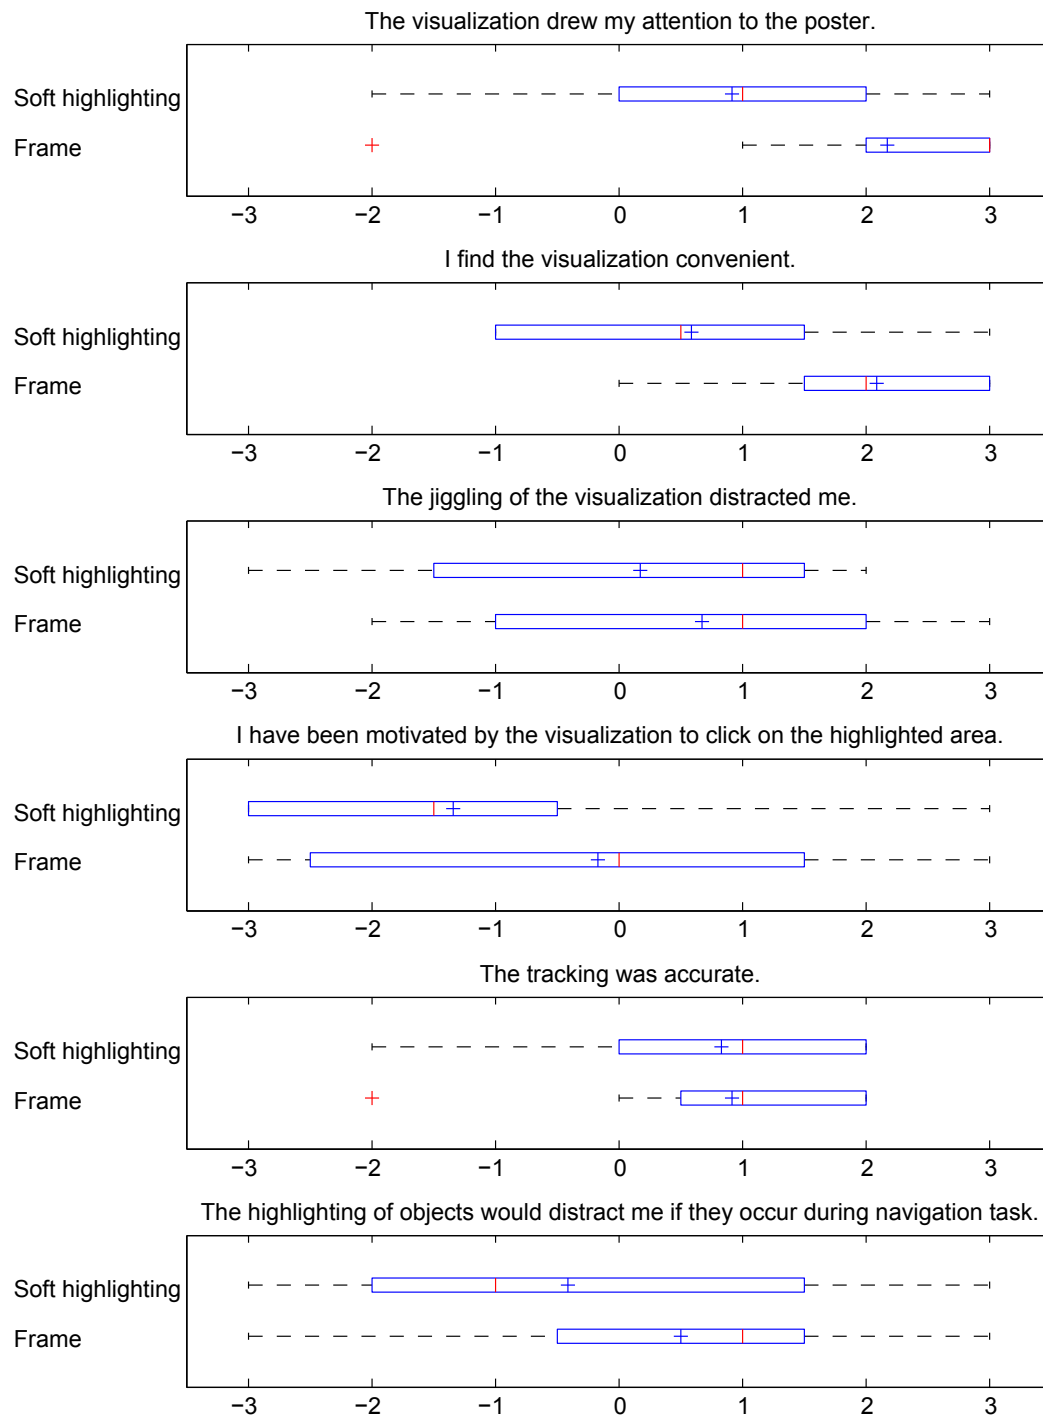 The visualization drew my attention to the poster.
Soft highlighting
Frame
−3 −2 −1 0 1 2 3
I find the visualization convenient.
Soft highlighting
Frame
−3 −2 −1 0 1 2 3
The jiggling of the visualization distracted me.
Soft highlighting
Frame
−3 −2 −1 0 1 2 3
I have been motivated by the visualization to click on the highlighted area.
Soft highlighting
Frame
−3 −2 −1 0 1 2 3
The tracking was accurate.
Soft highlighting
Frame
−3 −2 −1 0 1 2 3
The highlighting of objects would distract me if they occur during navigation task.
Soft highlighting
Frame
−3 −2 −1 0 1 2 3